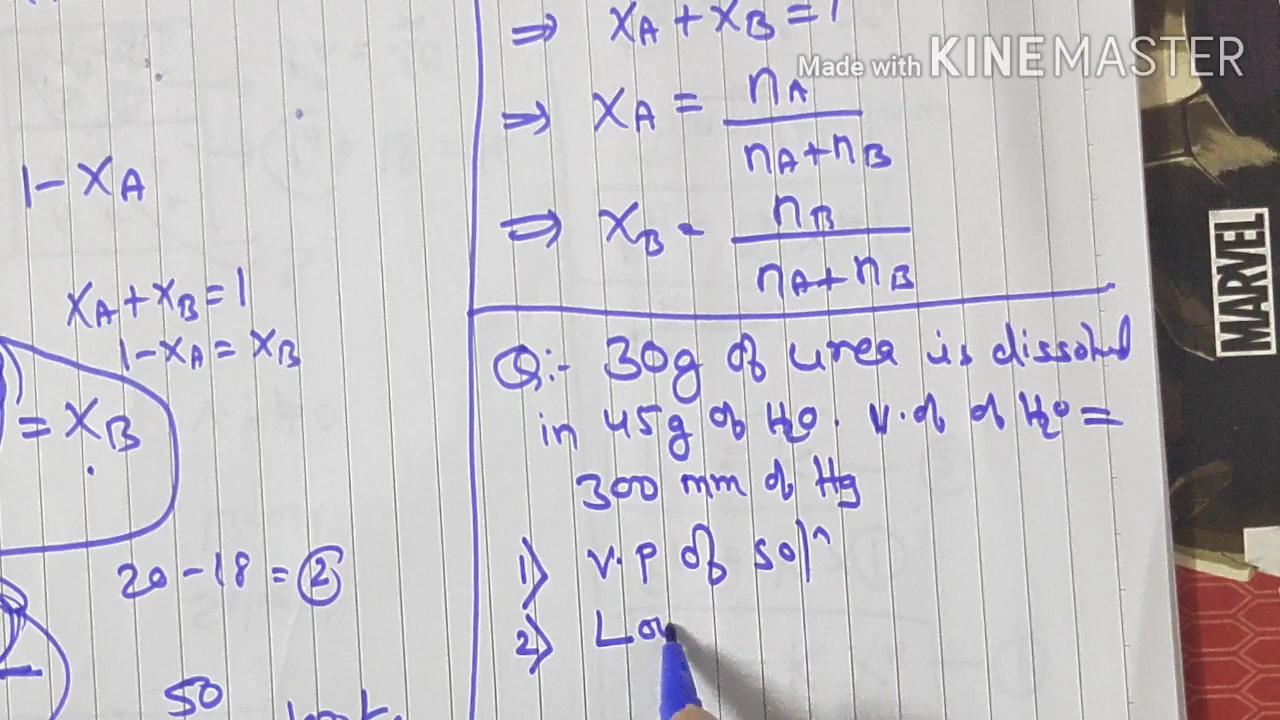 1-XA
XA+XB=1
1-XA=XB
=XB
20-18=2
50
⇒ XA+XB=1
Made with KINEMASTER
⇒ XA = nA
nA+nB
⇒ XB - nB
nA+nB
Q:- 30g of urea is dissolved
in 45g of H2O. V.of of H2O =
300 mm of Hg
1) V.P of solⁿ
2) Low
MARVEL